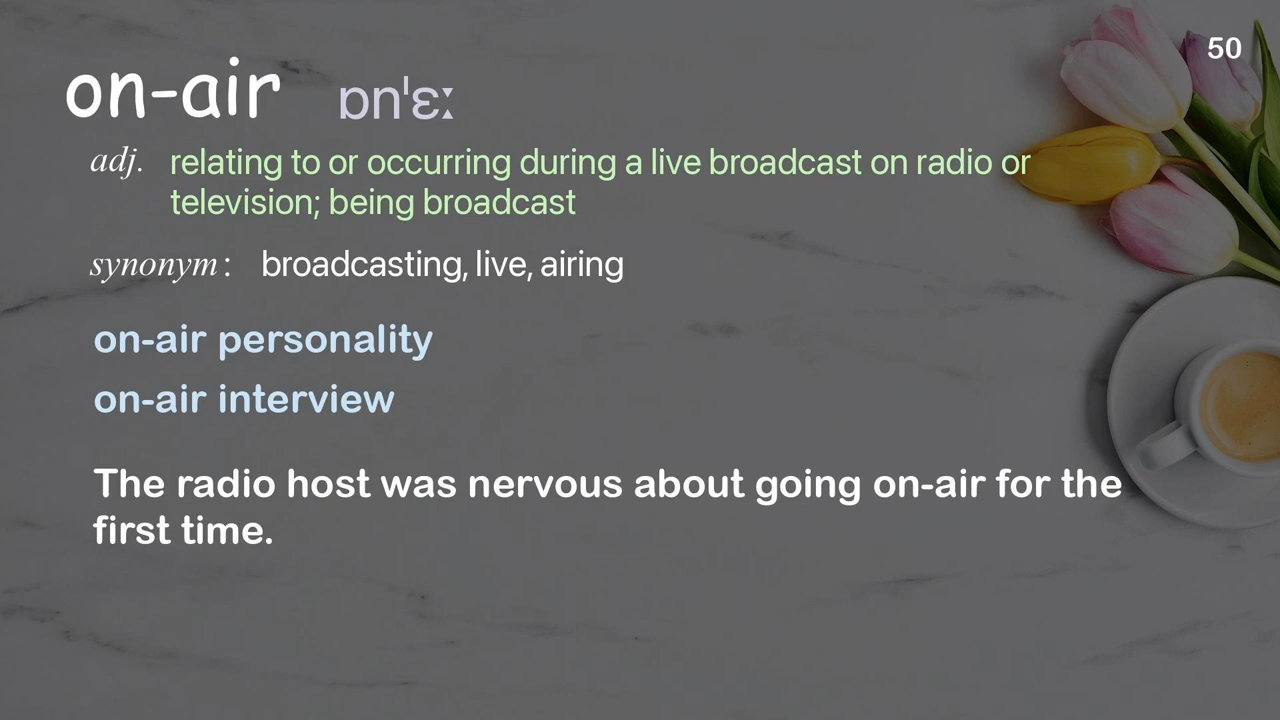 50
on-air ɒnˈɛː
adj. relating to or occurring during a live broadcast on radio or
television; being broadcast
synonym: broadcasting, live, airing
on-air personality
on-air interview
The radio host was nervous about going on-air for the
first time.